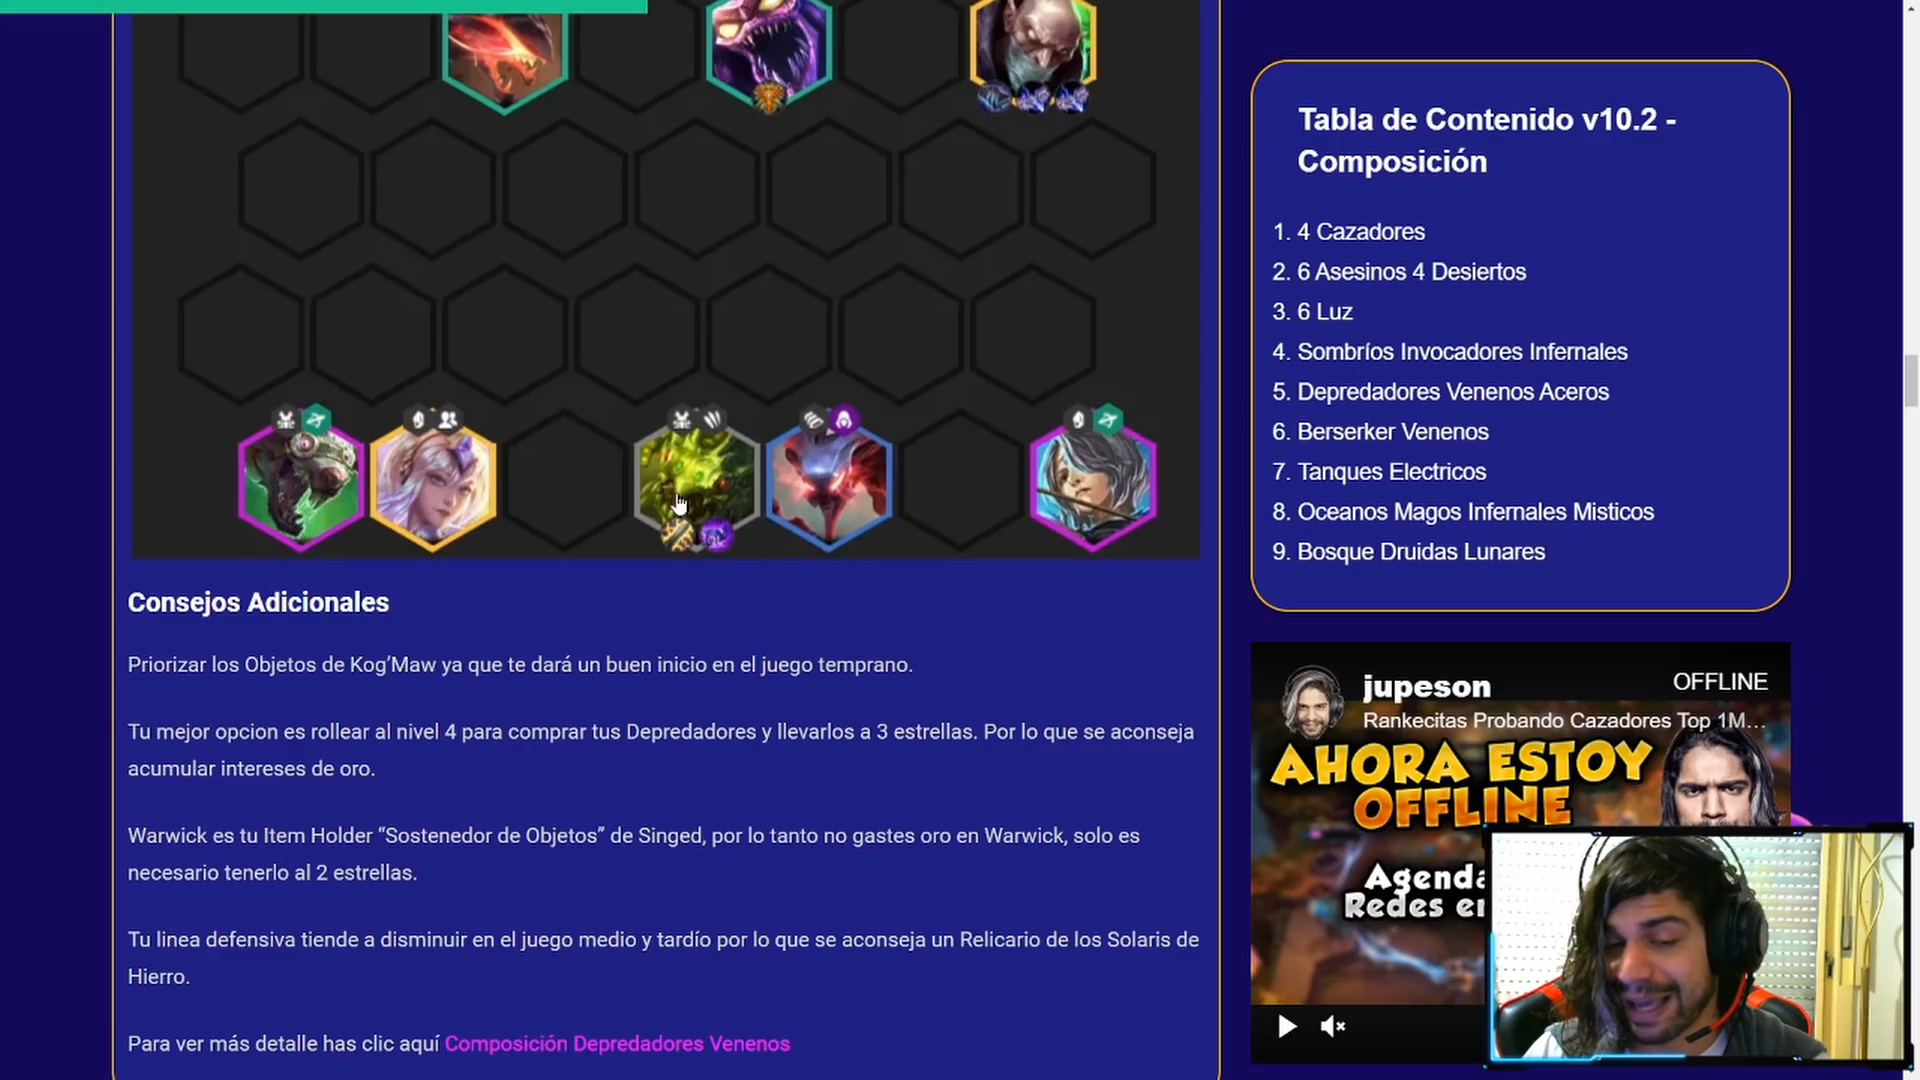 Tabla de Contenido v10.2 -
Composición
1. 4 Cazadores
2. 6 Asesinos 4 Desiertos
3. 6 Luz
4. Sombríos Invocadores Infernales
5. Depredadores Venenos Aceros
6. Berserker Venenos
7. Tanques Electricos
8. Oceanos Magos Infernales Misticos
9. Bosque Druidas Lunares
Consejos Adicionales
Priorizar los Objetos de Kog’Maw ya que te dará un buen inicio en el juego temprano.
Tu mejor opcion es rollear al nivel 4 para comprar tus Depredadores y llevarlos a 3 estrellas. Por lo que se aconseja
acumular intereses de oro.
Warwick es tu Item Holder “Sostenedor de Objetos” de Singed, por lo tanto no gastes oro en Warwick, solo es
necesario tenerlo al 2 estrellas.
Tu linea defensiva tiende a disminuir en el juego medio y tardío por lo que se aconseja un Relicario de los Solaris de
Hierro.
Para ver más detalle has clic aquí Composición Depredadores Venenos
jupeson
OFFLINE
Rankecitas Probando Cazadores Top 1M...
AHORA ESTOY
OFFLINE
Agenda
Redes en